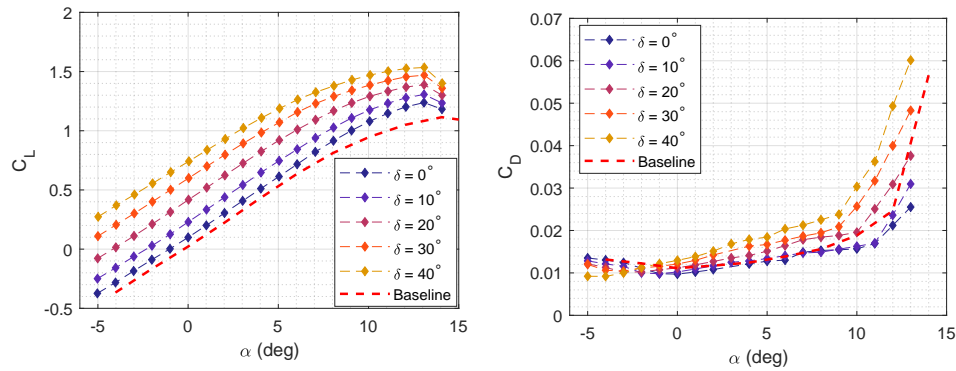 2
1.5
1
0.5
0
-0.5
C_L
-5
0
5
10
15
α (deg)
δ = 0°
δ = 10°
δ = 20°
δ = 30°
δ = 40°
Baseline
0.07
0.06
0.05
0.04
0.03
0.02
0.01
0
C_D
-5
0
5
10
15
α (deg)
δ = 0°
δ = 10°
δ = 20°
δ = 30°
δ = 40°
Baseline